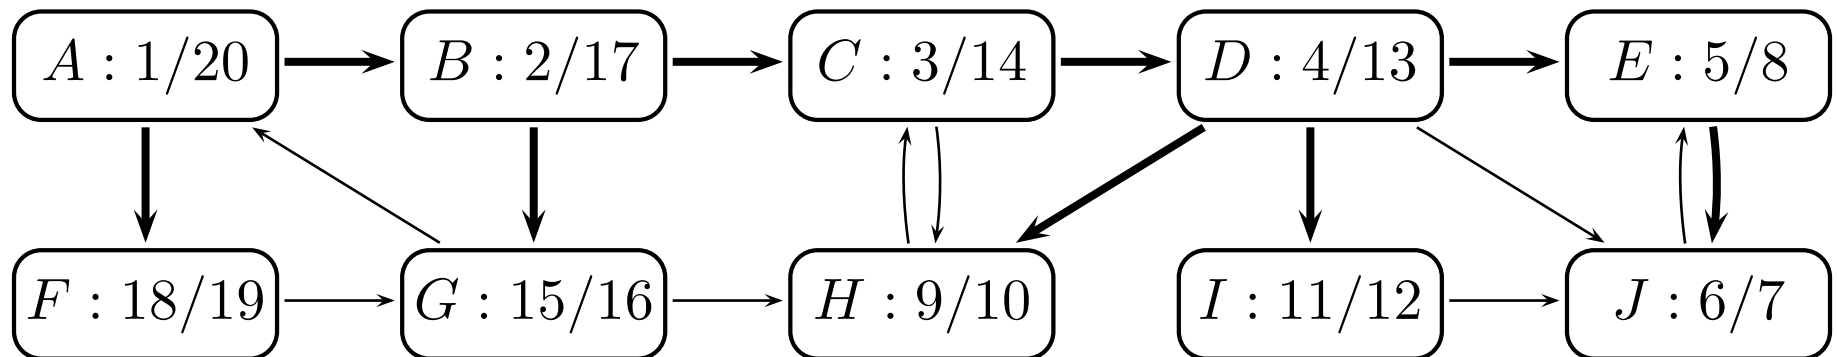 A : 1/20 B : 2/17 C : 3/14 D : 4/13 E : 5/8
F : 18/19 G : 15/16 H : 9/10 I : 11/12 J : 6/7